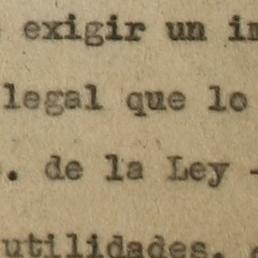 exigir un
legal que lo
. de la Ley -
utilidades.